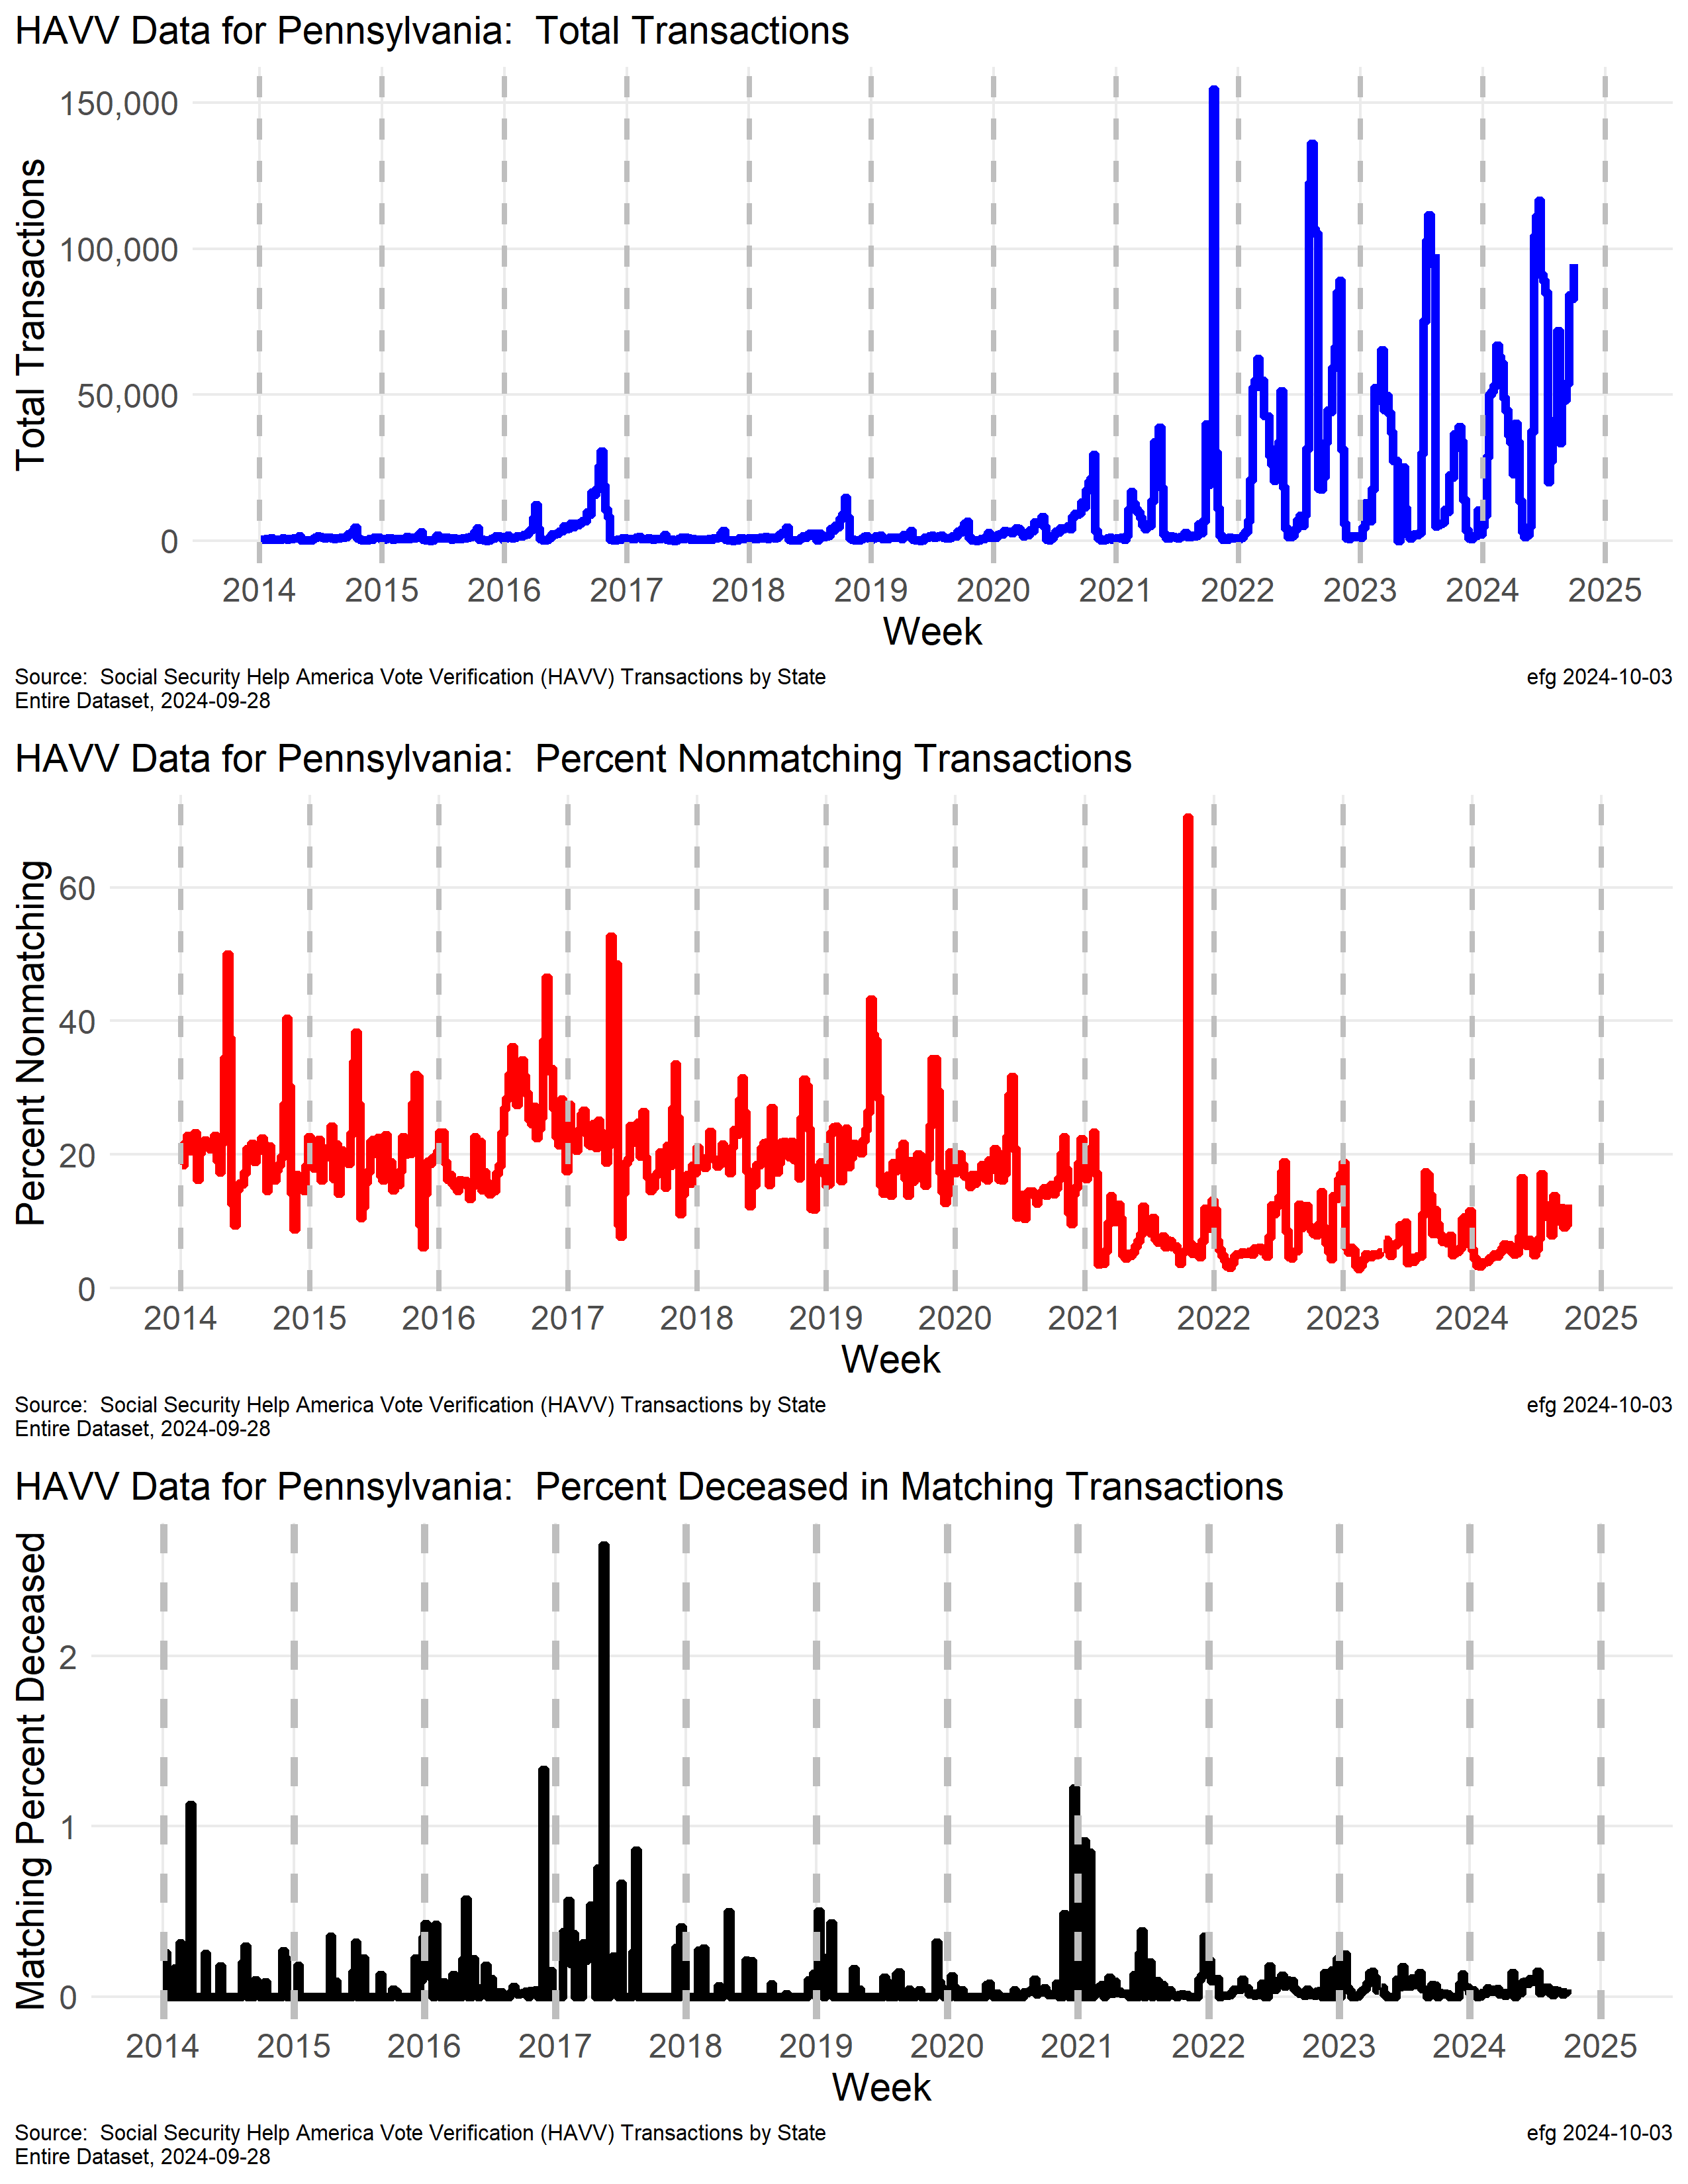 HAVV Data for Pennsylvania:  Total Transactions
Total Transactions
150,000
100,000
50,000
0
2014 2015 2016 2017 2018 2019 2020 2021 2022 2023 2024 2025
Week
Source:  Social Security Help America Vote Verification (HAVV) Transactions by State
Entire Dataset, 2024-09-28
efg 2024-10-03
HAVV Data for Pennsylvania:  Percent Nonmatching Transactions
Percent Nonmatching
60
40
20
0
2014 2015 2016 2017 2018 2019 2020 2021 2022 2023 2024 2025
Week
Source:  Social Security Help America Vote Verification (HAVV) Transactions by State
Entire Dataset, 2024-09-28
efg 2024-10-03
HAVV Data for Pennsylvania:  Percent Deceased in Matching Transactions
Matching Percent Deceased
2
1
0
2014 2015 2016 2017 2018 2019 2020 2021 2022 2023 2024 2025
Week
Source:  Social Security Help America Vote Verification (HAVV) Transactions by State
Entire Dataset, 2024-09-28
efg 2024-10-03